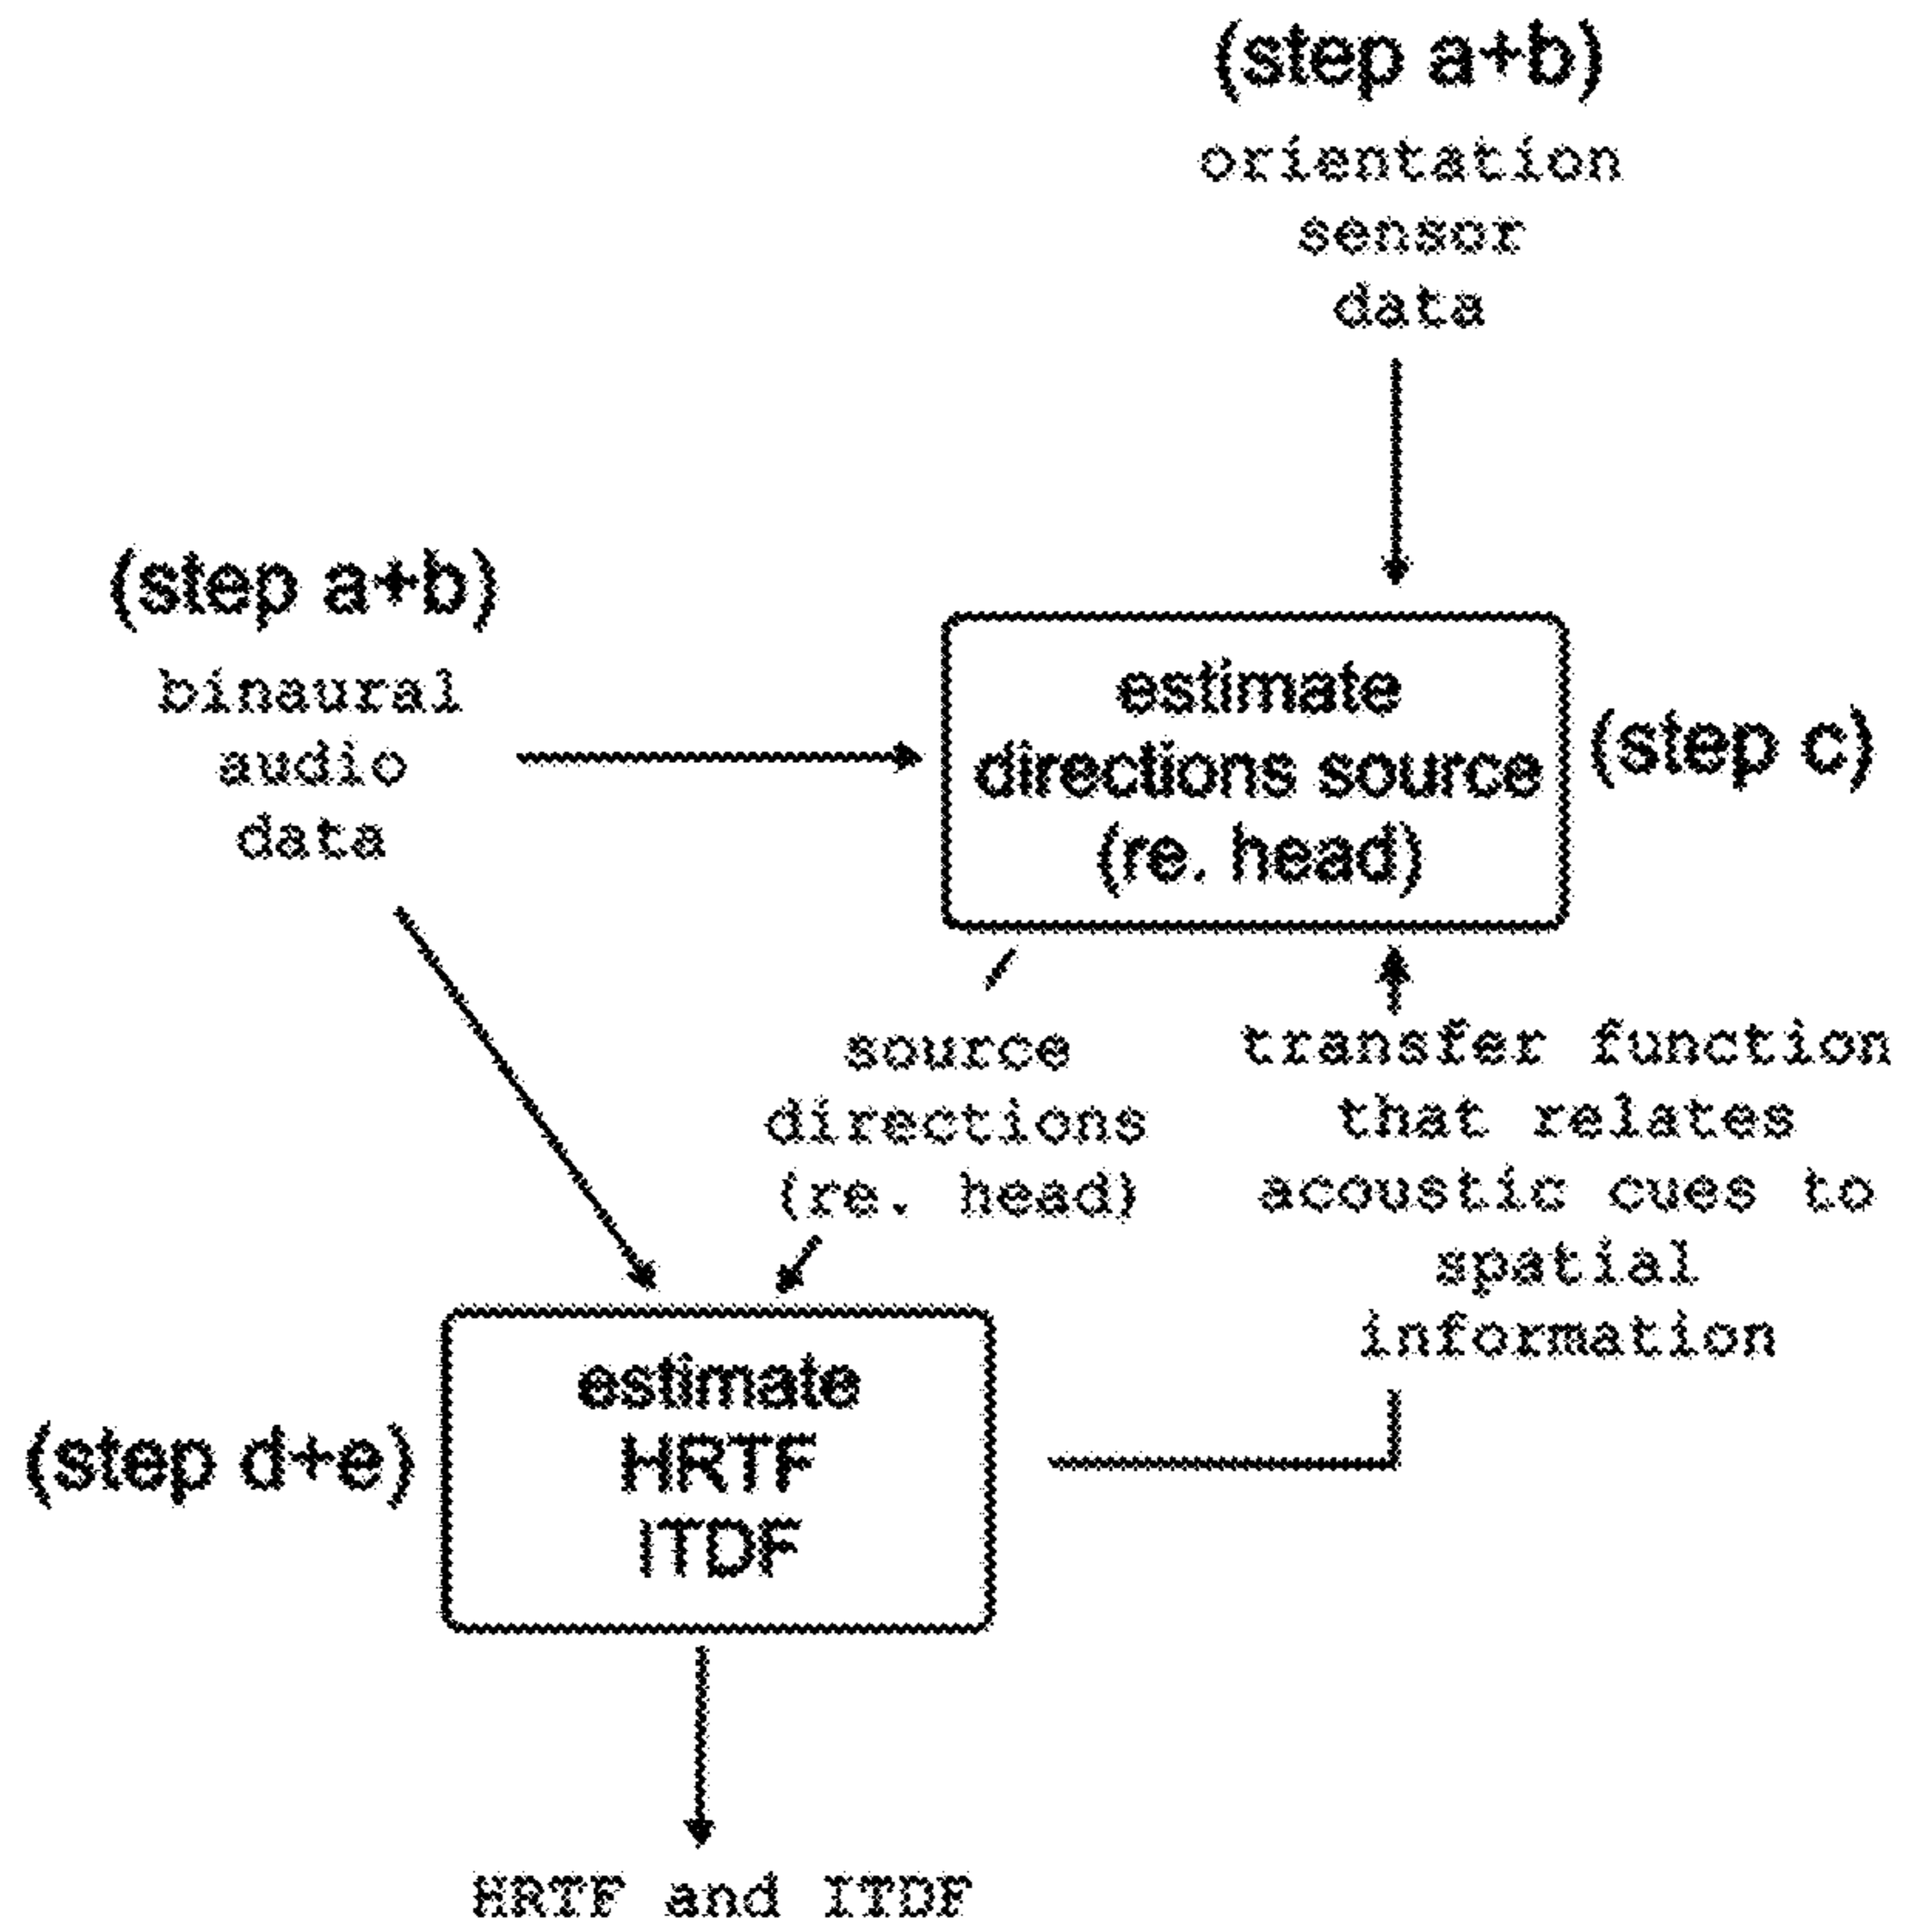 (step a+b)
orientation
sensor
data
(step a+b)
binaural
audio
data
estimate
directions source
(re. head)
(step c)
source
directions
(re. head)
transfer function
that relates
acoustic cues to
spatial
information
(step d+e)
estimate
HRTF
ITDF
HRTF and ITDF